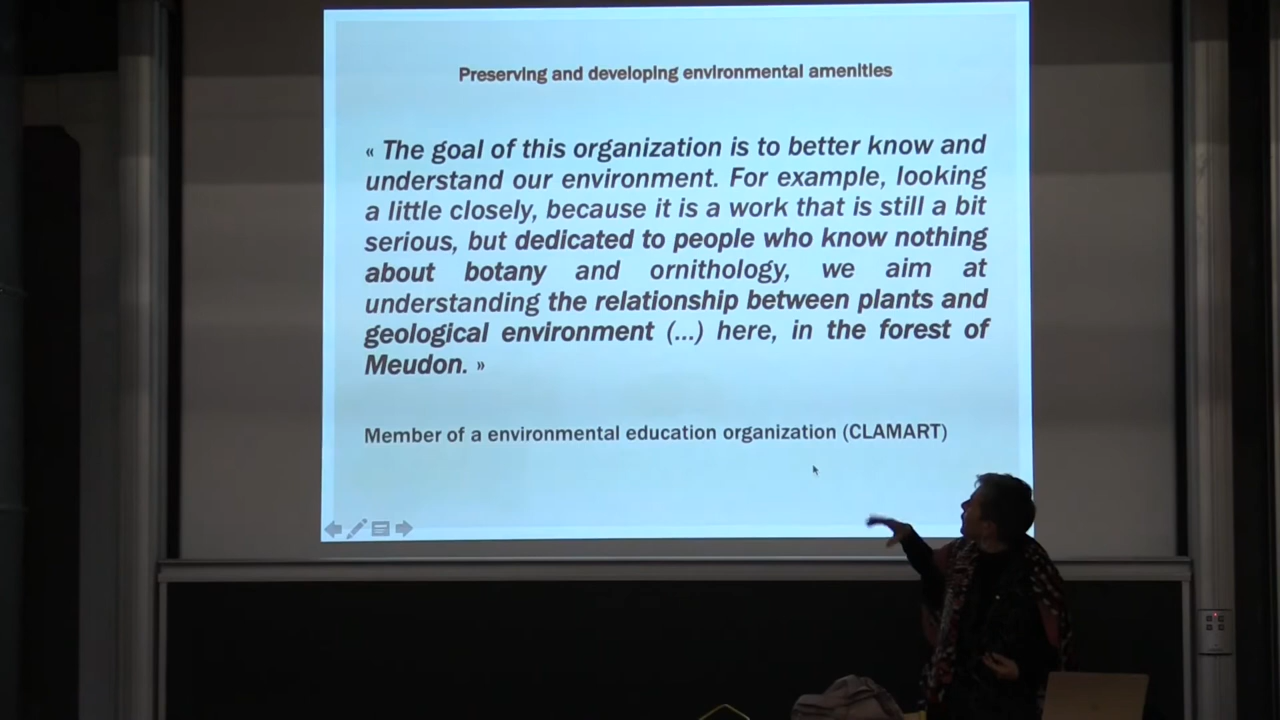 Preserving and developing environmental amenities
« The goal of this organization is to better know and
understand our environment. For example, looking
a little closely, because it is a work that is still a bit
serious, but dedicated to people who know nothing
about botany and ornithology, we aim at
understanding the relationship between plants and
geological environment (...) here, in the forest of
Meudon. »
Member of a environmental education organization (CLAMART)